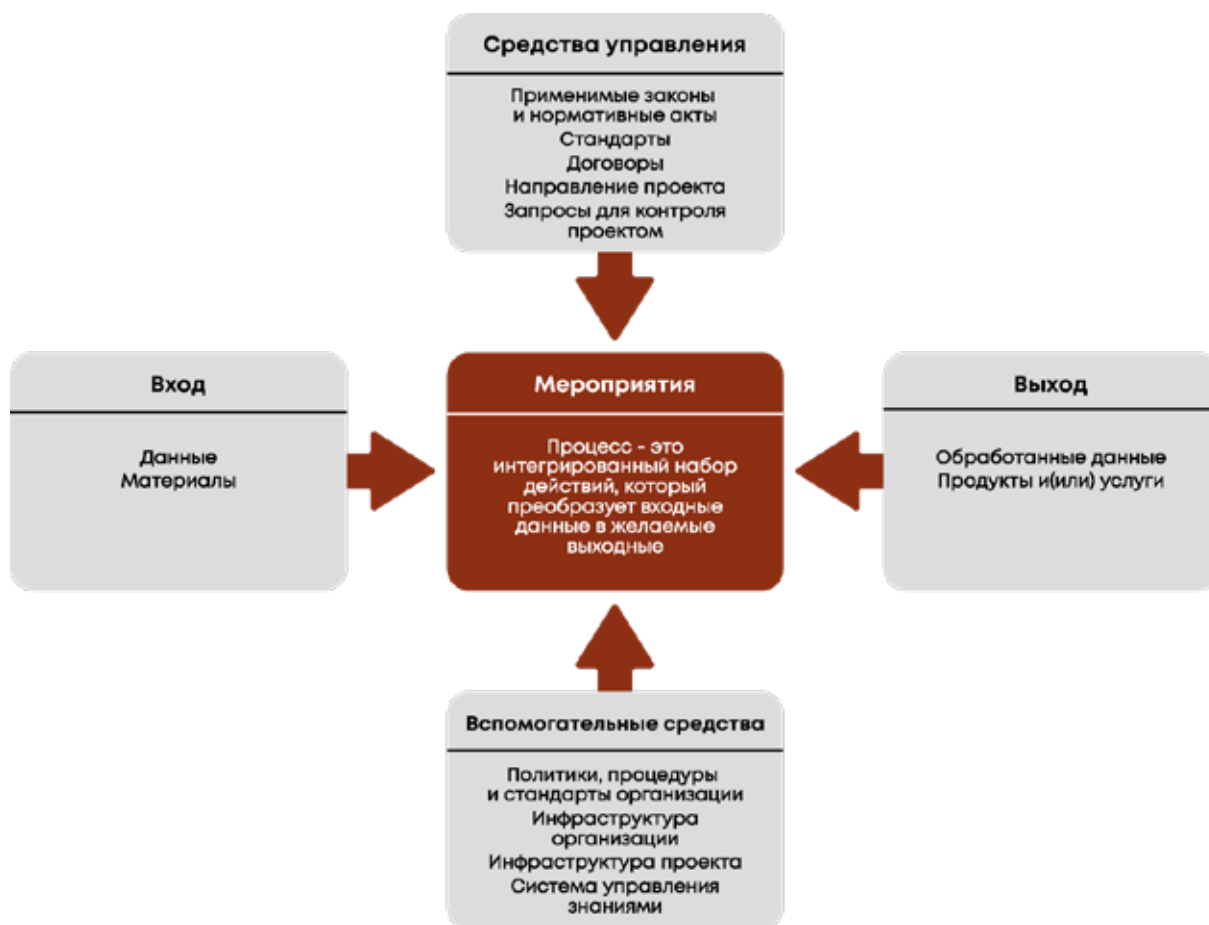 Средства управления
Применимые законы
и нормативные акты
Стандарты
Договоры
Направление проекта
Запросы для контроля
проектом
Вход
Данные
Материалы
Мероприятия
Процесс - это
интегрированный набор
действий, который
преобразует входные
данные в желаемые
выходные
Выход
Обработанные данные
Продукты и(или) услуги
Вспомогательные средства
Политики, процедуры
и стандарты организации
Инфраструктура
организации
Инфраструктура проекта
Система управления
знаниями